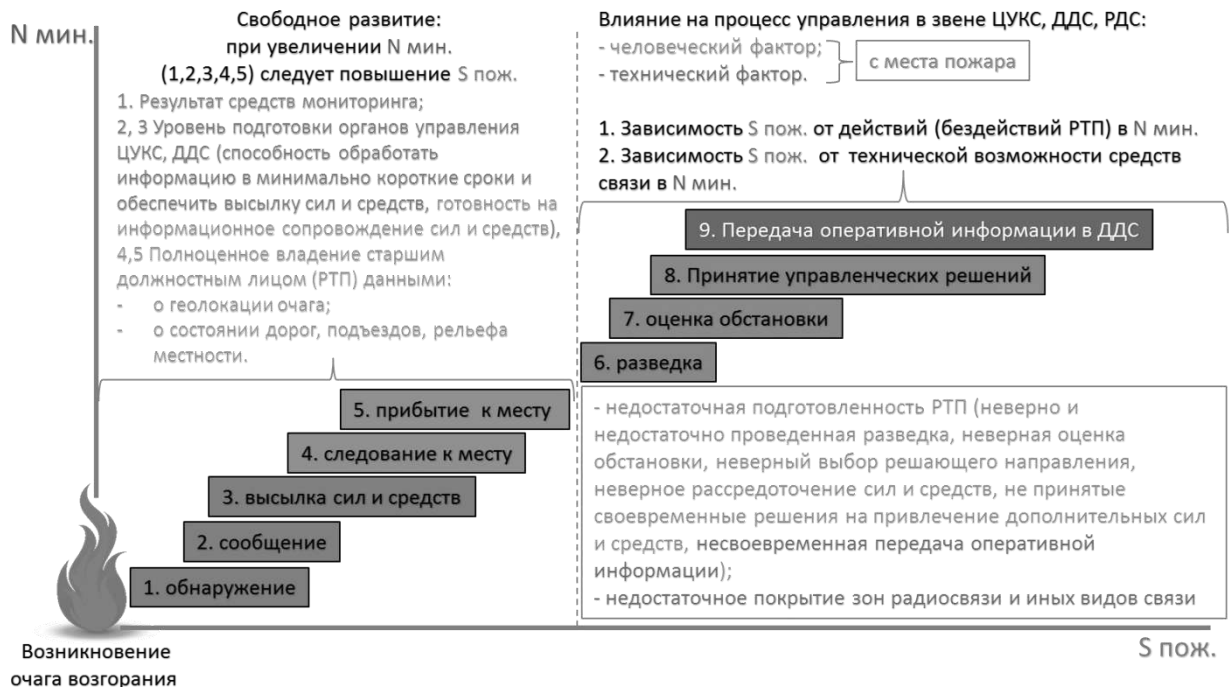 N мин.
Свободное развитие:
при увеличении N мин.
(1,2,3,4,5) следует повышение S пож.
1. Результат средств мониторинга;
2, 3 Уровень подготовки органов управления
ЦУКС, ДДС (способность обработать
информацию в минимально короткие сроки и
обеспечить высылку сил и средств, готовность на
информационное сопровождение сил и средств),
4,5 Полноценное владение старшим
должностным лицом (РТП) данными:
- о геолокации очага;
- о состоянии дорог, подъездов, рельефа
местности.
5. прибытие к месту
4. следование к месту
3. высылка сил и средств
2. сообщение
1. обнаружение
Возникновение
очага возгорания
Влияние на процесс управления в звене ЦУКС, ДДС, РДС:
- человеческий фактор;
- технический фактор.
с места пожара
1. Зависимость S пож. от действий (бездействий РТП) в N мин.
2. Зависимость S пож. от технической возможности средств
связи в N мин.
9. Передача оперативной информации в ДДС
8. Принятие управленческих решений
7. оценка обстановки
6. разведка
- недостаточная подготовленность РТП (неверно и
недостаточно проведенная разведка, неверная оценка
обстановки, неверный выбор решающего направления,
неверное рассредоточение сил и средств, не принятые
своевременные решения на привлечение дополнительных сил
и средств, несвоевременная передача оперативной
информации);
- недостаточное покрытие зон радиосвязи и иных видов связи
S пож.